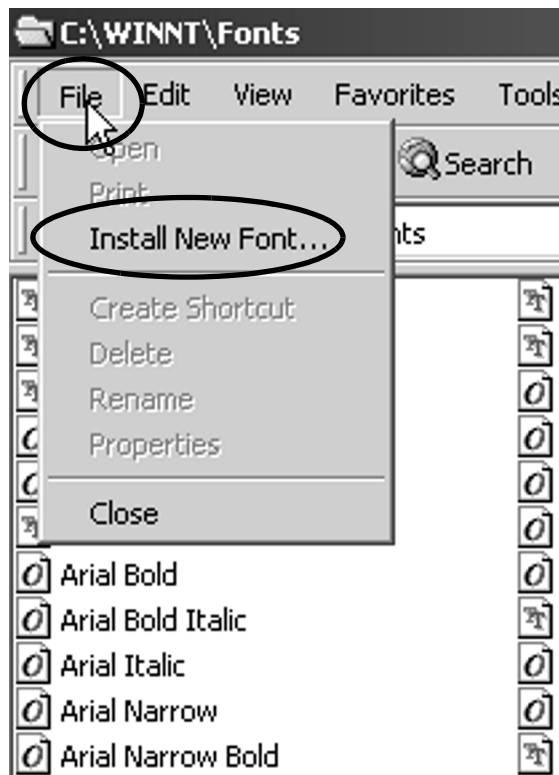 C:\WINNT\Fonts
File Edit View Favorites Tools
Open
Search
Print
Install New Font...
nts
Create Shortcut
Delete
Rename
Properties
Close
Arial Bold
Arial Bold Italic
Arial Italic
Arial Narrow
Arial Narrow Bold